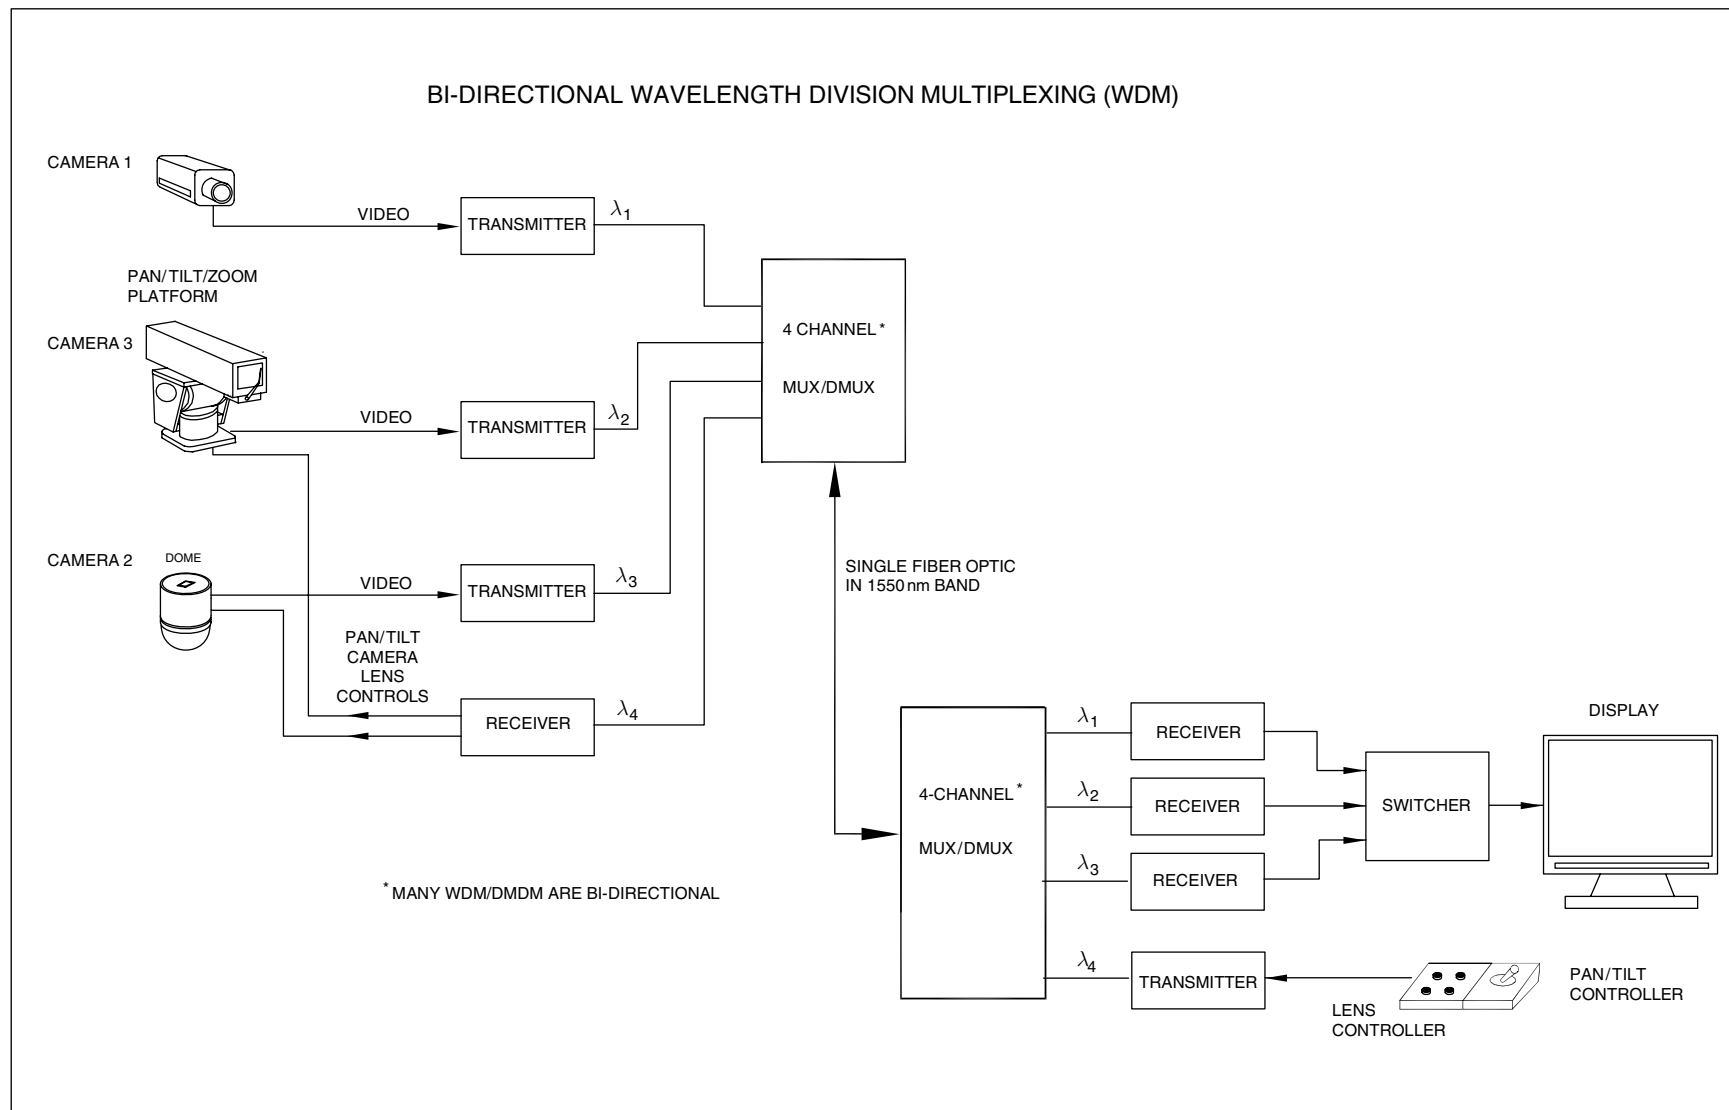 BI-DIRECTIONAL WAVELENGTH DIVISION MULTIPLEXING (WDM)
CAMERA 1
VIDEO
TRANSMITTER
λ1
PAN/TILT/ZOOM
PLATFORM
CAMERA 3
VIDEO
TRANSMITTER
λ2
4 CHANNEL*
MUX/DMUX
CAMERA 2
DOME
VIDEO
TRANSMITTER
λ3
PAN/TILT
CAMERA
LENS
CONTROLS
RECEIVER
λ4
SINGLE FIBER OPTIC
IN 1550nm BAND
4-CHANNEL*
MUX/DMUX
λ1
RECEIVER
λ2
RECEIVER
λ3
RECEIVER
λ4
TRANSMITTER
SWITCHER
DISPLAY
LENS
CONTROLLER
PAN/TILT
CONTROLLER
*MANY WDM/DMDM ARE BI-DIRECTIONAL